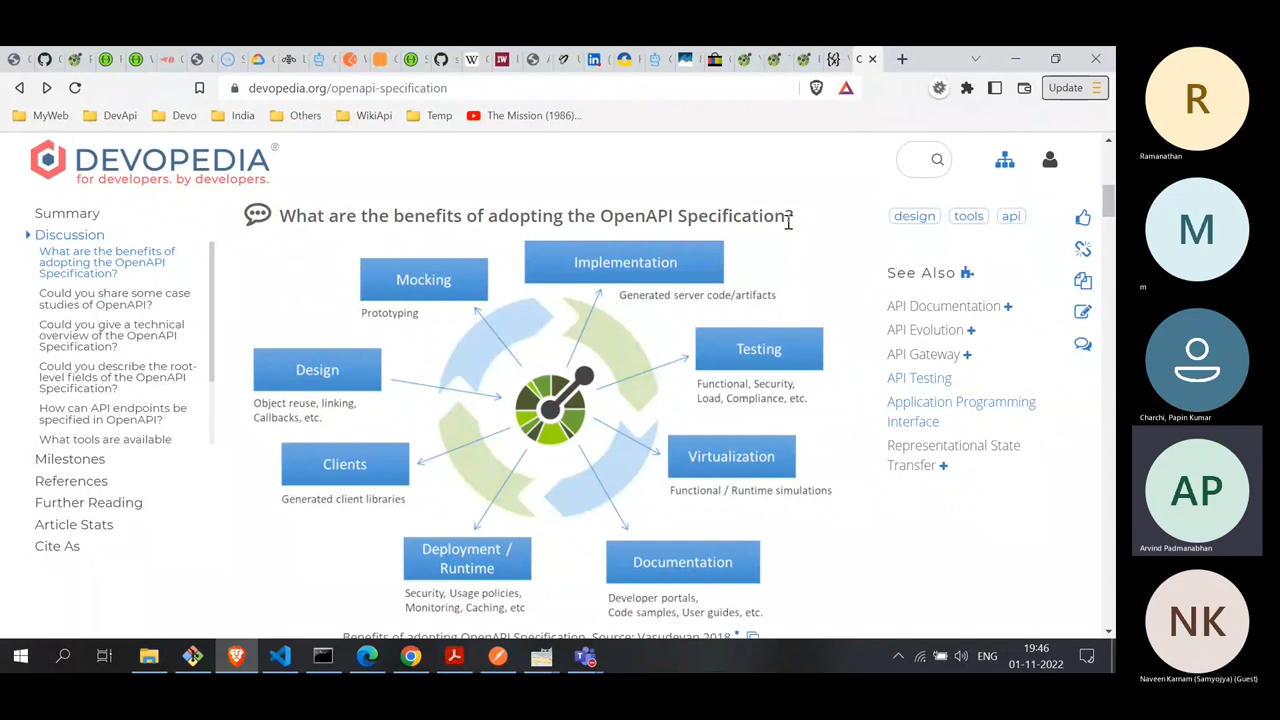 devopedia.org/openapi-specification
Update
MyWeb
DevApi
Devo
India
Others
WikiApi
Temp
The Mission (1986)...
DEVOPEDIA®
for developers. by developers.
Summary
Discussion
What are the benefits of
adopting the OpenAPI
Specification?
Could you share some case
studies of OpenAPI?
Could you give a technical
overview of the OpenAPI
Specification?
Could you describe the root-
level fields of the OpenAPI
Specification?
How can API endpoints be
specified in OpenAPI?
What tools are available
Milestones
References
Further Reading
Article Stats
Cite As
What are the benefits of adopting the OpenAPI Specification?
Mocking
Prototyping
Implementation
Generated server code/artifacts
Testing
Functional, Security,
Load, Compliance, etc.
Design
Object reuse, linking,
Callbacks, etc.
Clients
Generated client libraries
Virtualization
Functional / Runtime simulations
Deployment /
Runtime
Security, Usage policies,
Monitoring, Caching, etc
Documentation
Developer portals,
Code samples, User guides, etc.
Benefits of adopting OpenAPI Specification. Source: Vasudevan 2018.
design
tools
api
See Also
API Documentation +
API Evolution +
API Gateway +
API Testing
Application Programming
Interface
Representational State
Transfer +
ENG
19:46
01-11-2022
R
Ramanathan
M
m
Charchi, Papin Kumar
AP
Arvind Padmanabhan
NK
Naveen Karnam (Samyojya) (Guest)